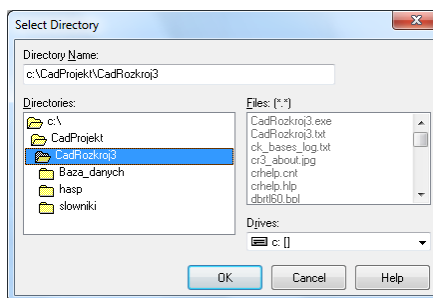 Select Directory
Directory Name:
c:\CadProjekt\CadRozkroj3
Directories:
c:\
CadProjekt
CadRozkroj3
Baza_danych
hasp
slowniki
Files: (*.*)
CadRozkroj3.exe
CadRozkroj3.txt
ck_bases_log.txt
cr3_about.jpg
crhelp.cnt
crhelp.hlp
dbrtl60.bpl
Drives:
c: []
OK
Cancel
Help